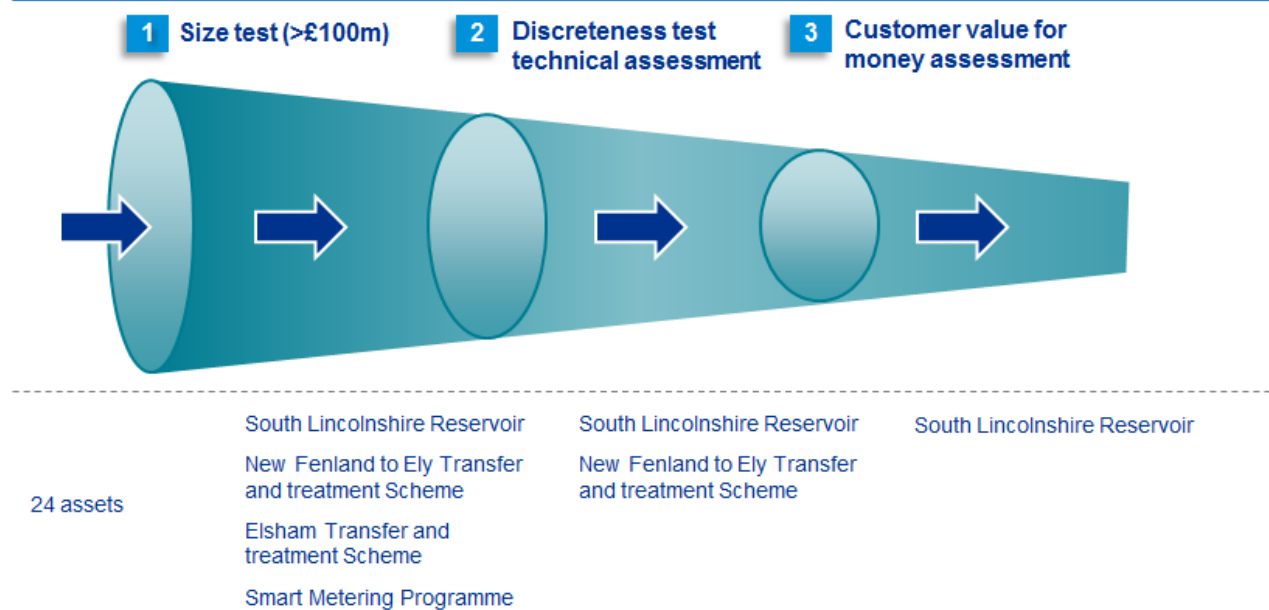 1 Size test (>£100m)
2 Discreteness test
technical assessment
3 Customer value for
money assessment
24 assets
South Lincolnshire Reservoir
New Fenland to Ely Transfer
and treatment Scheme
Elsham Transfer and
treatment Scheme
Smart Metering Programme
South Lincolnshire Reservoir
New Fenland to Ely Transfer
and treatment Scheme
South Lincolnshire Reservoir